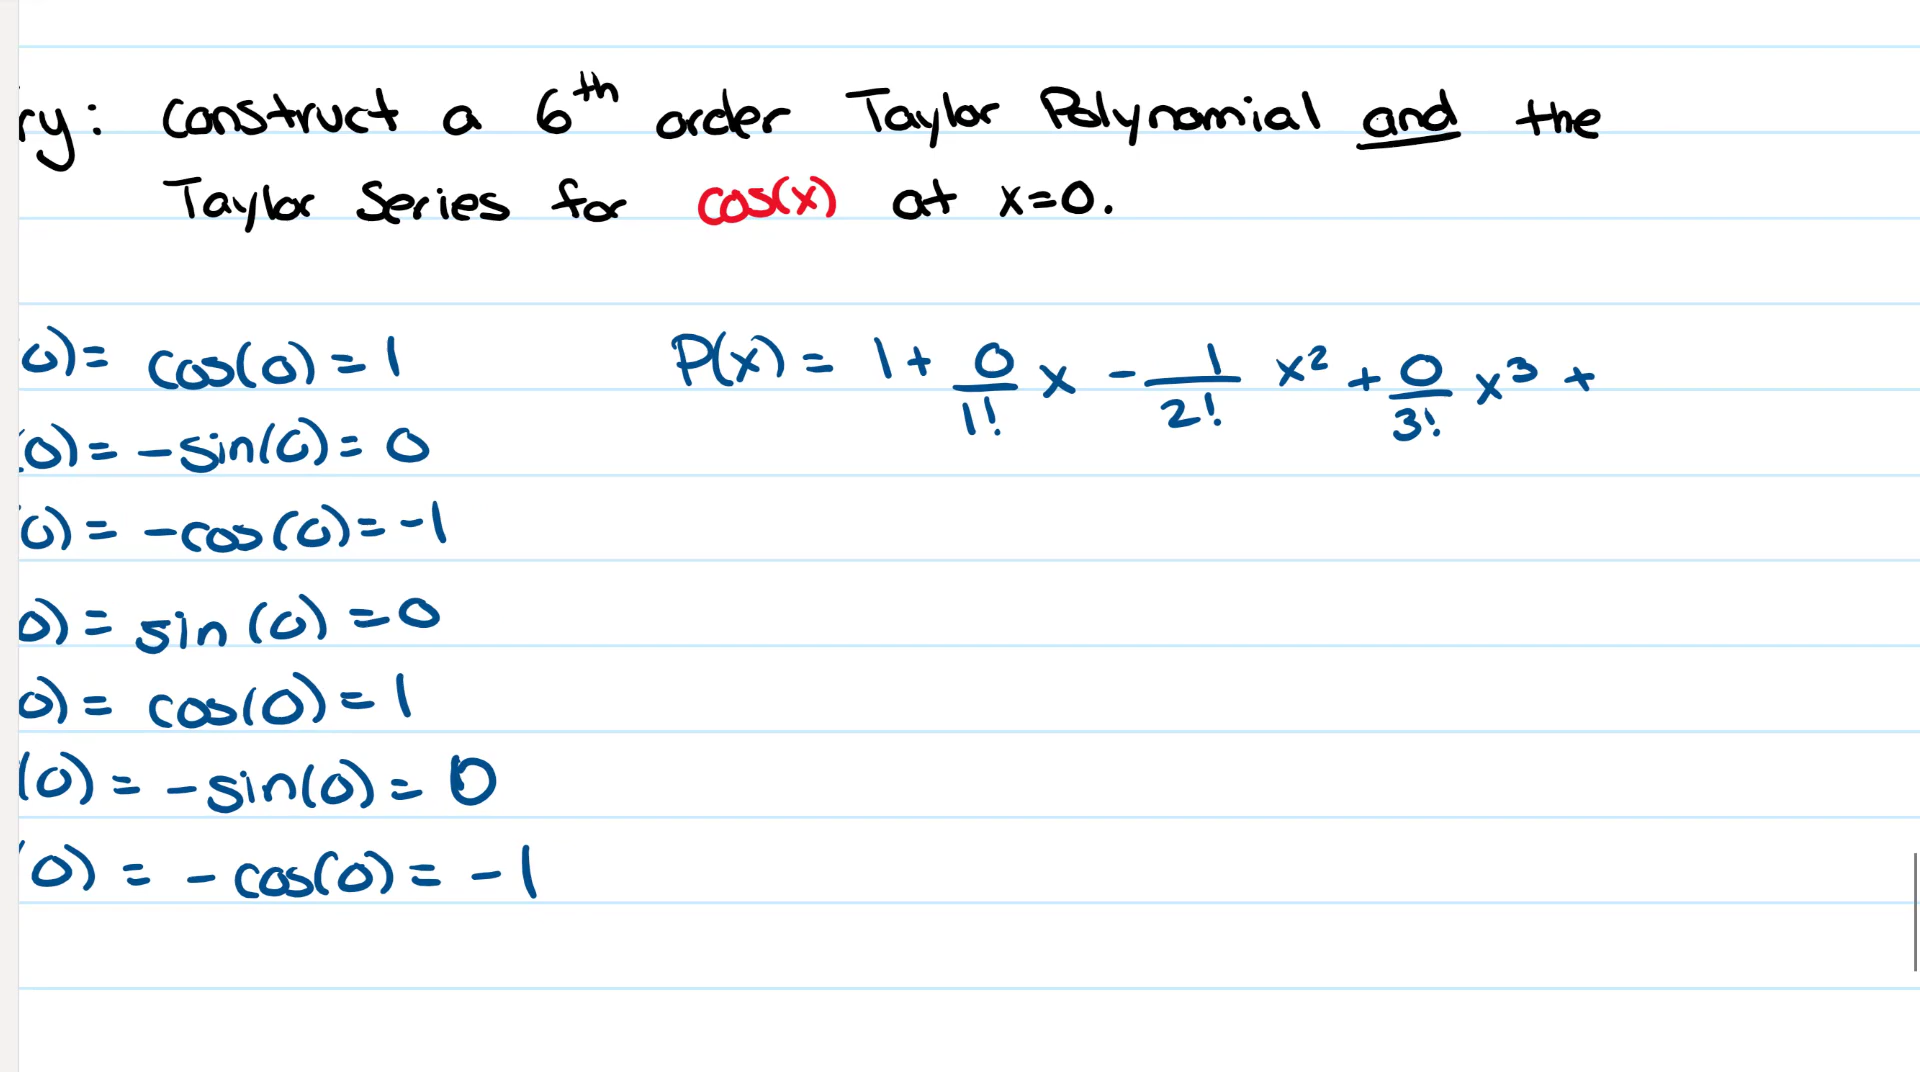 ry: construct a 6th order Taylor Polynomial and the
Taylor Series for cos(x) at x=0.
0)= cos(0) = 1
P(x) = 1 + 0/1! x - 1/2! x² + 0/3! x³ +
(0) = -sin(0) = 0
(0) = -cos(0) = -1
0) = sin(0) = 0
0) = cos(0) = 1
(0) = -sin(0) = 0
(0) = -cos(0) = -1